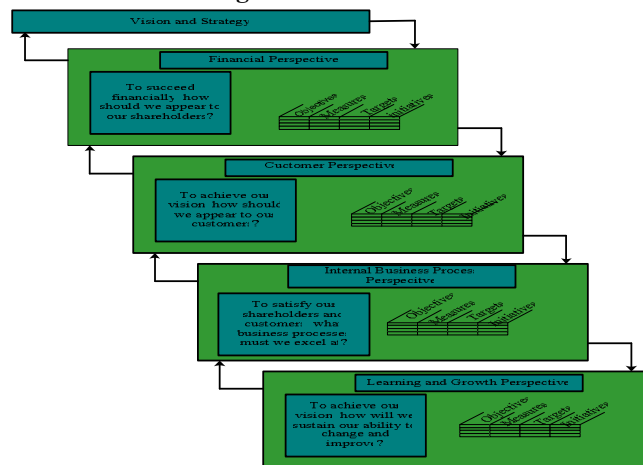 Vision and Strategy
Financial Perspective
To succeed
financially how
should we appear to
our shareholders?
Objectives
Measures
Targets
Initiatives
Customer Perspective
To achieve our
vision how should
we appear to our
customers?
Objectives
Measures
Targets
Initiatives
Internal Business Process
Perspective
To satisfy our
shareholders and
customers what
business processes
must we excel at?
Objectives
Measures
Targets
Initiatives
Learning and Growth Perspective
To achieve our
vision how will we
sustain our ability to
change and
improve?
Objectives
Measures
Targets
Initiatives